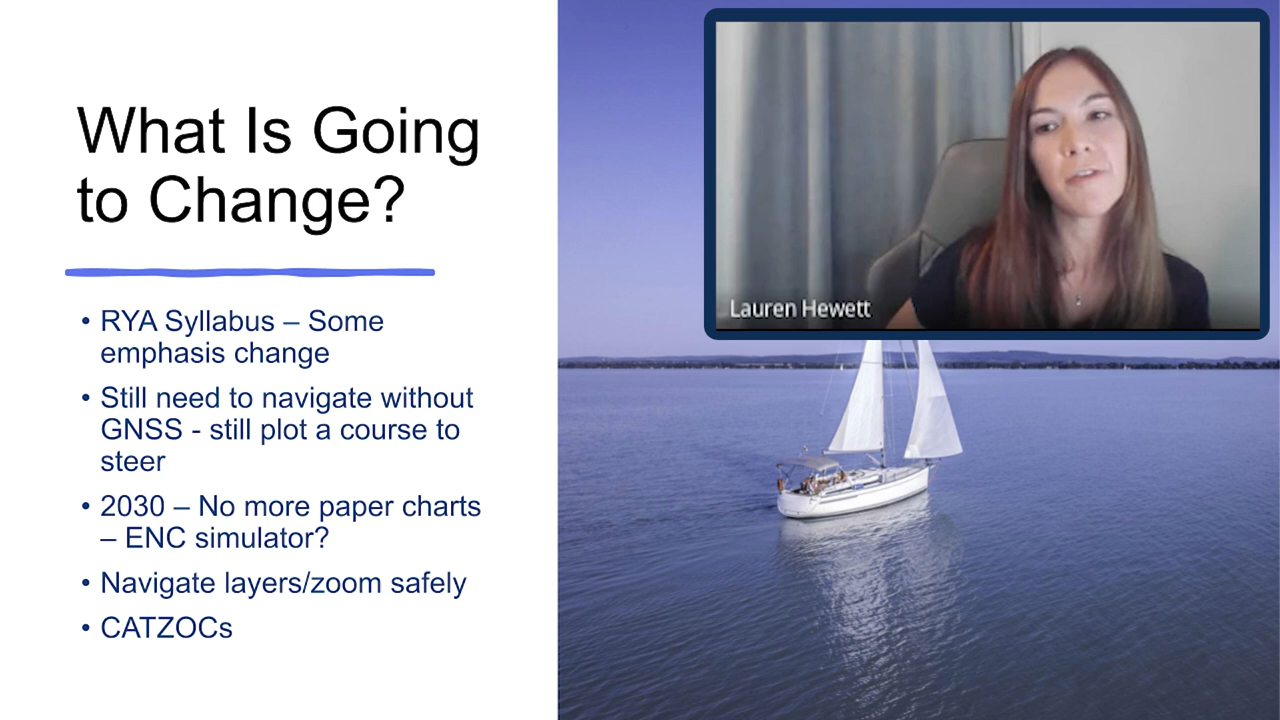 What Is Going
to Change?
• RYA Syllabus – Some
emphasis change
• Still need to navigate without
GNSS - still plot a course to
steer
• 2030 – No more paper charts
– ENC simulator?
• Navigate layers/zoom safely
• CATZOCs
Lauren Hewett